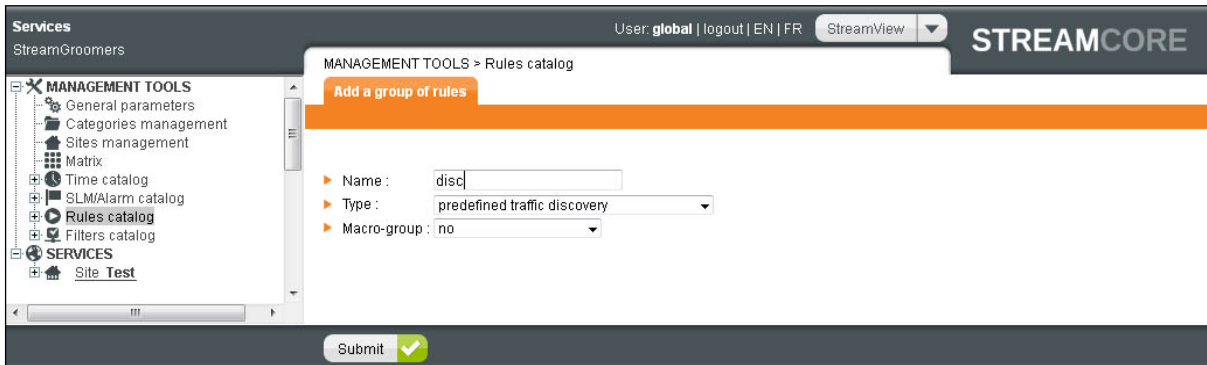 Services
StreamGroomers
User: global | logout | EN | FR
StreamView
STREAMCORE
MANAGEMENT TOOLS
General parameters
Categories management
Sites management
Matrix
Time catalog
SLM/Alarm catalog
Rules catalog
Filters catalog
SERVICES
Site Test
MANAGEMENT TOOLS > Rules catalog
Add a group of rules
Name : disc
Type : predefined traffic discovery
Macro-group : no
Submit